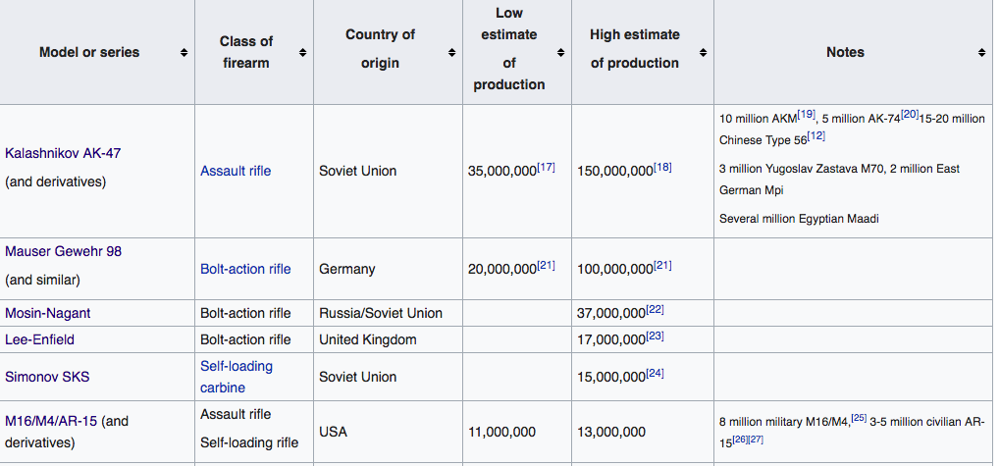 Model or series
Class of
firearm
Country of
origin
Low
estimate
of
production
High estimate
of production
Notes
Kalashnikov AK-47
(and derivatives)
Assault rifle
Soviet Union
35,000,000[17]
150,000,000[18]
10 million AKM[19], 5 million AK-74[20]15-20 million
Chinese Type 56[12]
3 million Yugoslav Zastava M70, 2 million East
German Mpi
Several million Egyptian Maadi
Mauser Gewehr 98
(and similar)
Bolt-action rifle
Germany
20,000,000[21]
100,000,000[21]
Mosin-Nagant
Bolt-action rifle
Russia/Soviet Union
37,000,000[22]
Lee-Enfield
Bolt-action rifle
United Kingdom
17,000,000[23]
Simonov SKS
Self-loading
carbine
Soviet Union
15,000,000[24]
M16/M4/AR-15 (and
derivatives)
Assault rifle
Self-loading rifle
USA
11,000,000
13,000,000
8 million military M16/M4,[25] 3-5 million civilian AR-
15[26][27]